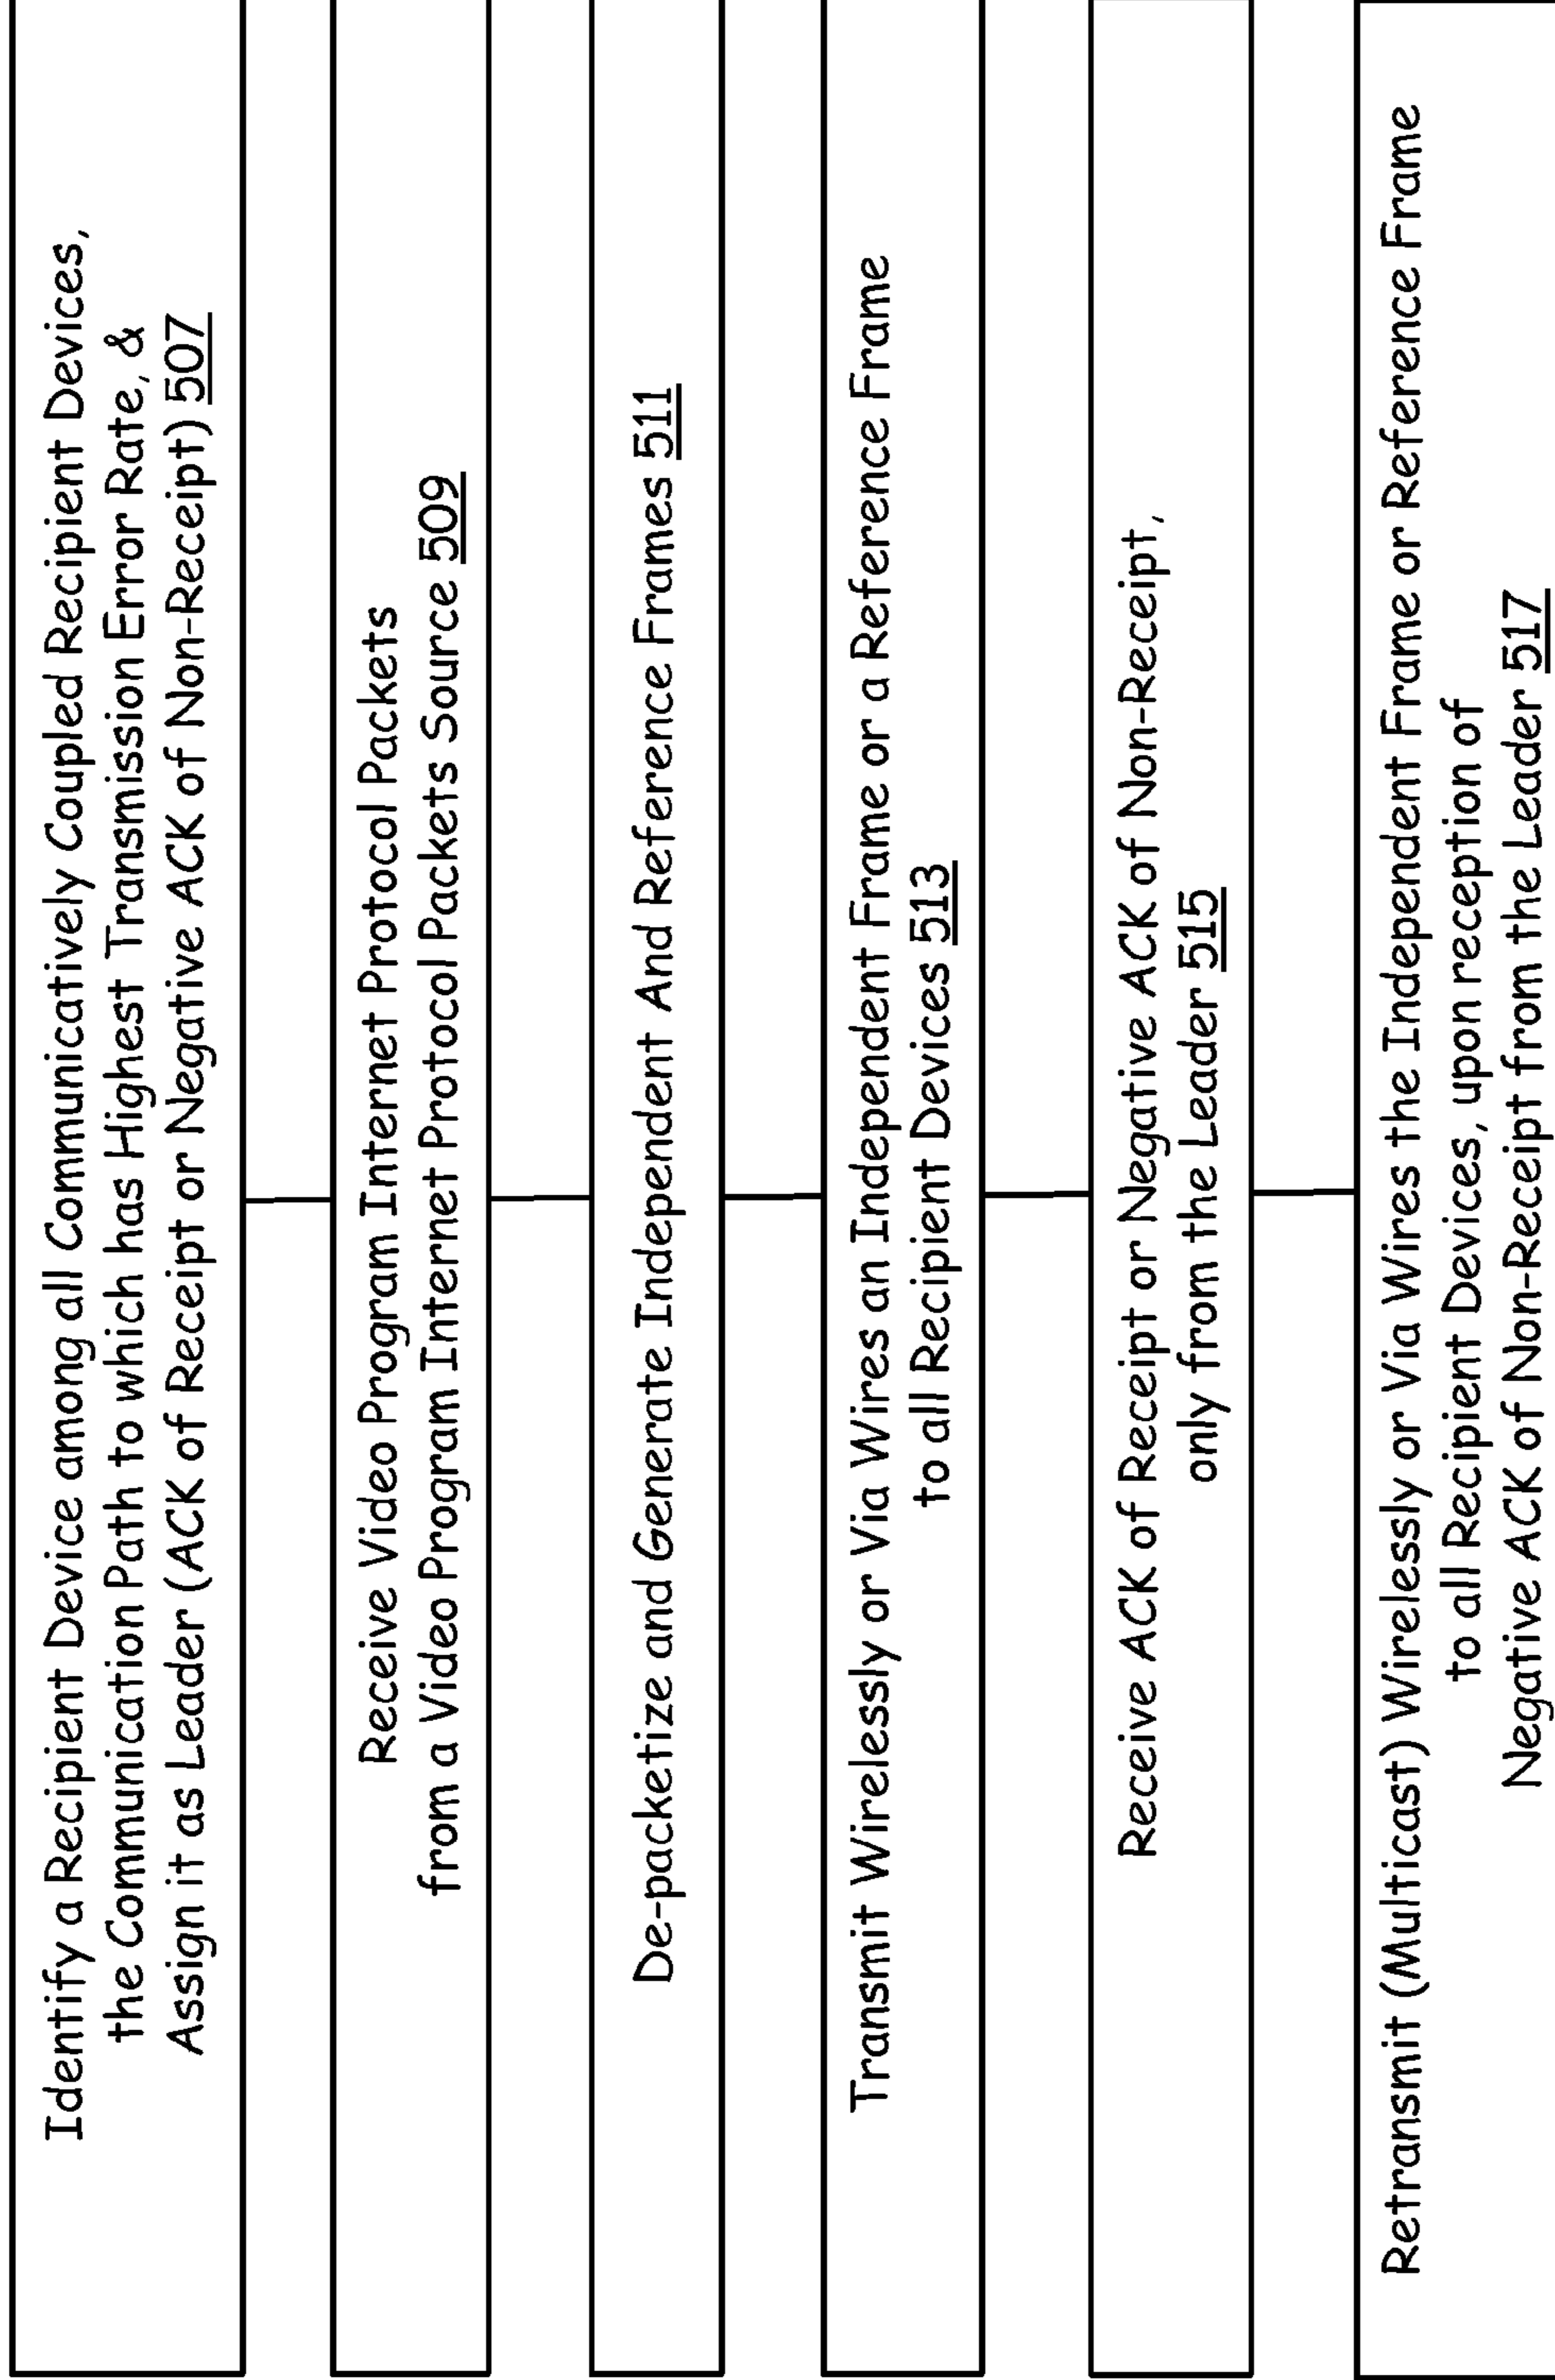 Identify a Recipient Device among all Communicatively Coupled Recipient Devices,
the Communication Path to which has Highest Transmission Error Rate, &
Assign it as Leader (ACK of Receipt or Negative ACK of Non-Receipt) 507
Receive Video Program Internet Protocol Packets
from a Video Program Internet Protocol Packets Source 509
De-packetize and Generate Independent And Reference Frames 511
Transmit Wirelessly or Via Wires an Independent Frame or a Reference Frame
to all Recipient Devices 513
Receive ACK of Receipt or Negative ACK of Non-Receipt,
only from the Leader 515
Retransmit (Multicast) Wirelessly or Via Wires the Independent Frame or Reference Frame
to all Recipient Devices, upon reception of
Negative ACK of Non-Receipt from the Leader 517